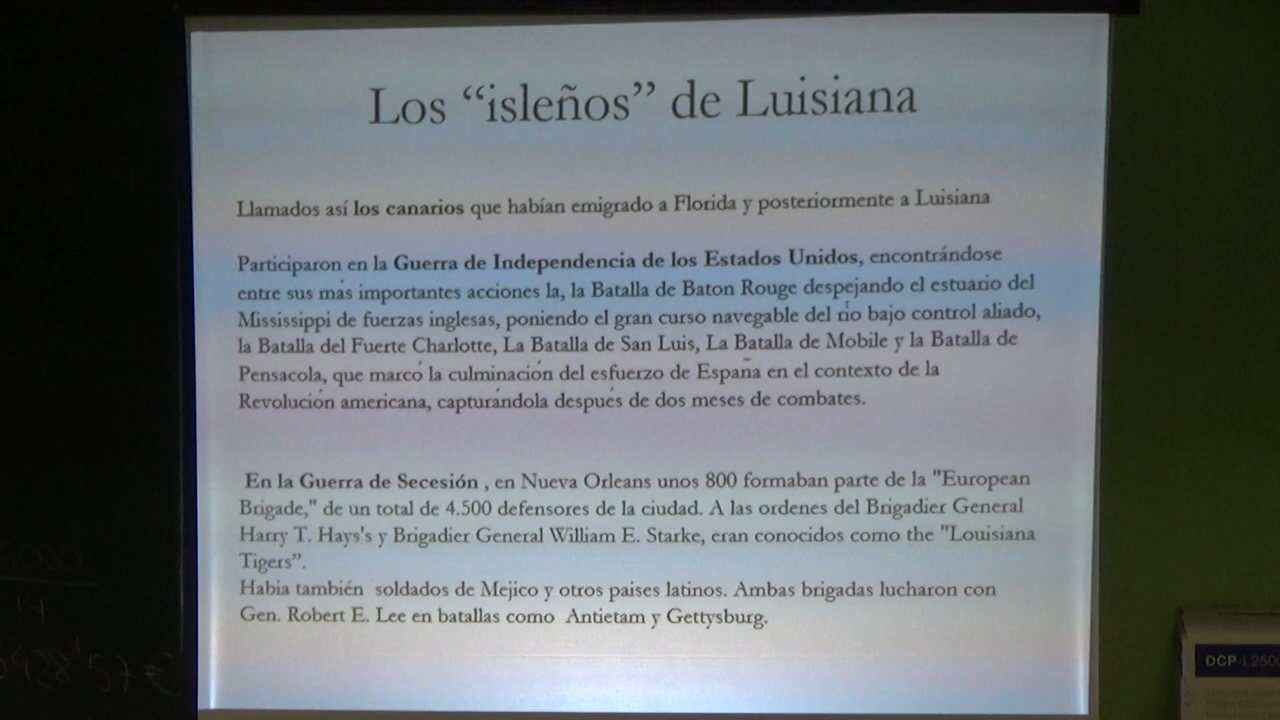 Los “isleños” de Luisiana
Llamados así los canarios que habían emigrado a Florida y posteriormente a Luisiana
Participaron en la Guerra de Independencia de los Estados Unidos, encontrándose
entre sus más importantes acciones la, la Batalla de Baton Rouge despejando el estuario del
Mississippi de fuerzas inglesas, poniendo el gran curso navegable del río bajo control aliado,
la Batalla del Fuerte Charlotte, La Batalla de San Luis, La Batalla de Mobile y la Batalla de
Pensacola, que marcó la culminación del esfuerzo de España en el contexto de la
Revolución americana, capturándola después de dos meses de combates.
En la Guerra de Secesión , en Nueva Orleans unos 800 formaban parte de la "European
Brigade," de un total de 4.500 defensores de la ciudad. A las ordenes del Brigadier General
Harry T. Hays's y Brigadier General William E. Starke, eran conocidos como the "Louisiana
Tigers”.
Habia también soldados de Mejico y otros paises latinos. Ambas brigadas lucharon con
Gen. Robert E. Lee en batallas como Antietam y Gettysburg.
14
DCP-L2500